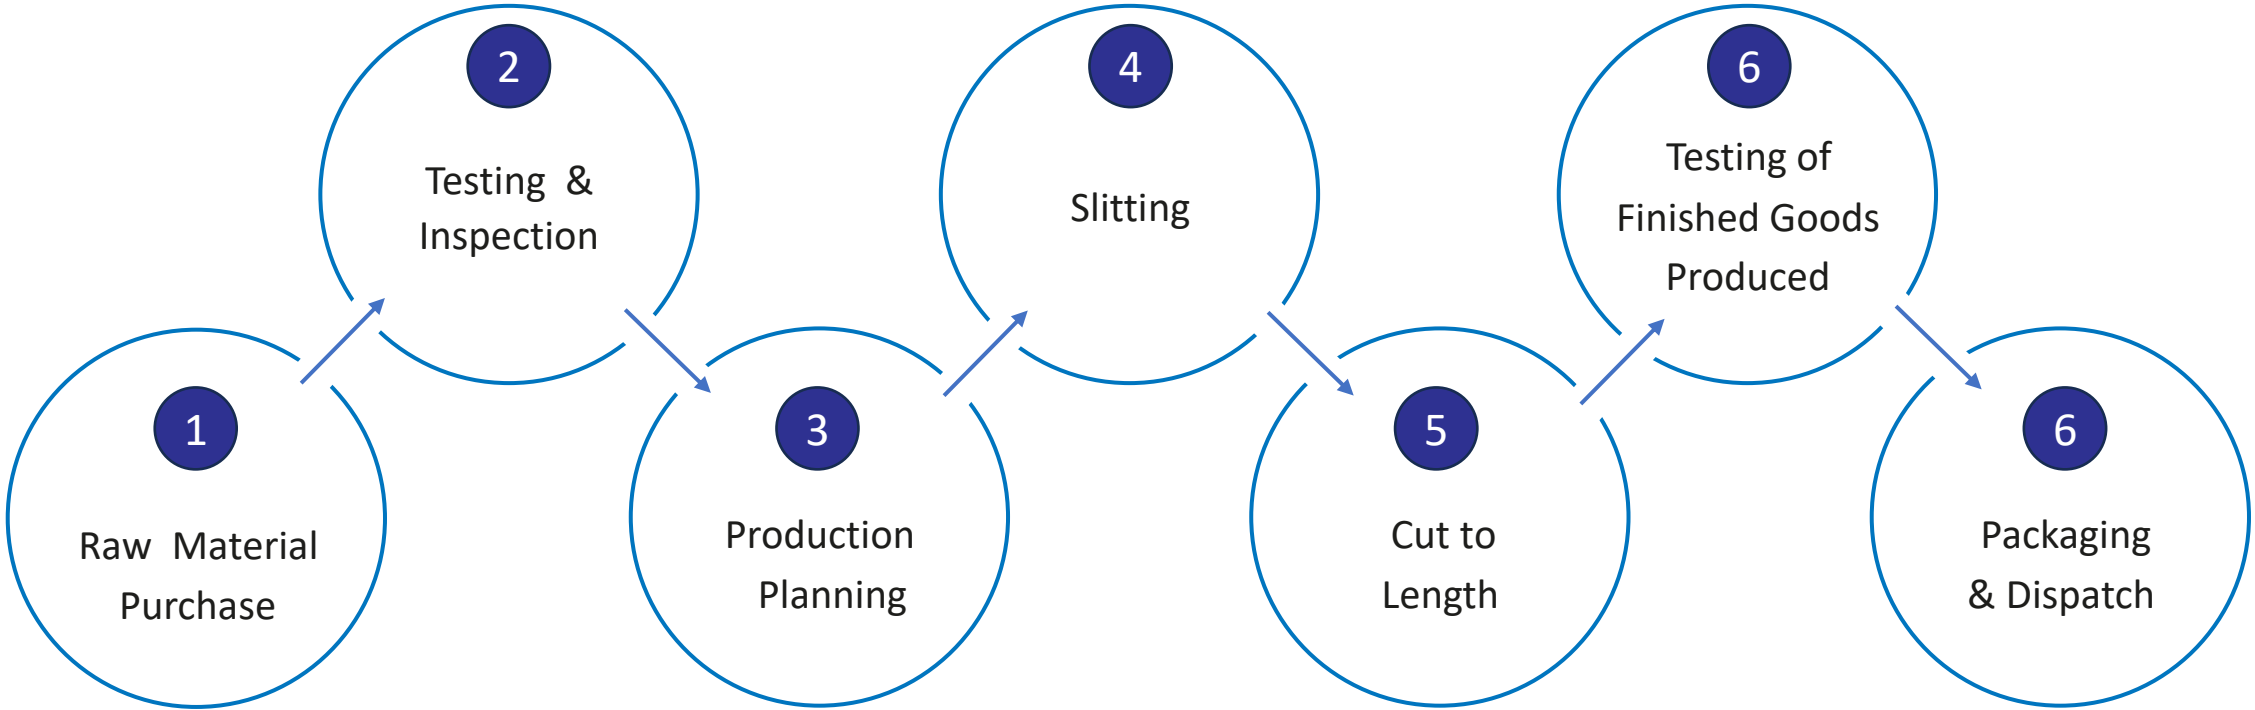 1
Raw Material
Purchase
2
Testing &
Inspection
3
Production
Planning
4
Slitting
5
Cut to
Length
6
Testing of
Finished Goods
Produced
6
Packaging
& Dispatch